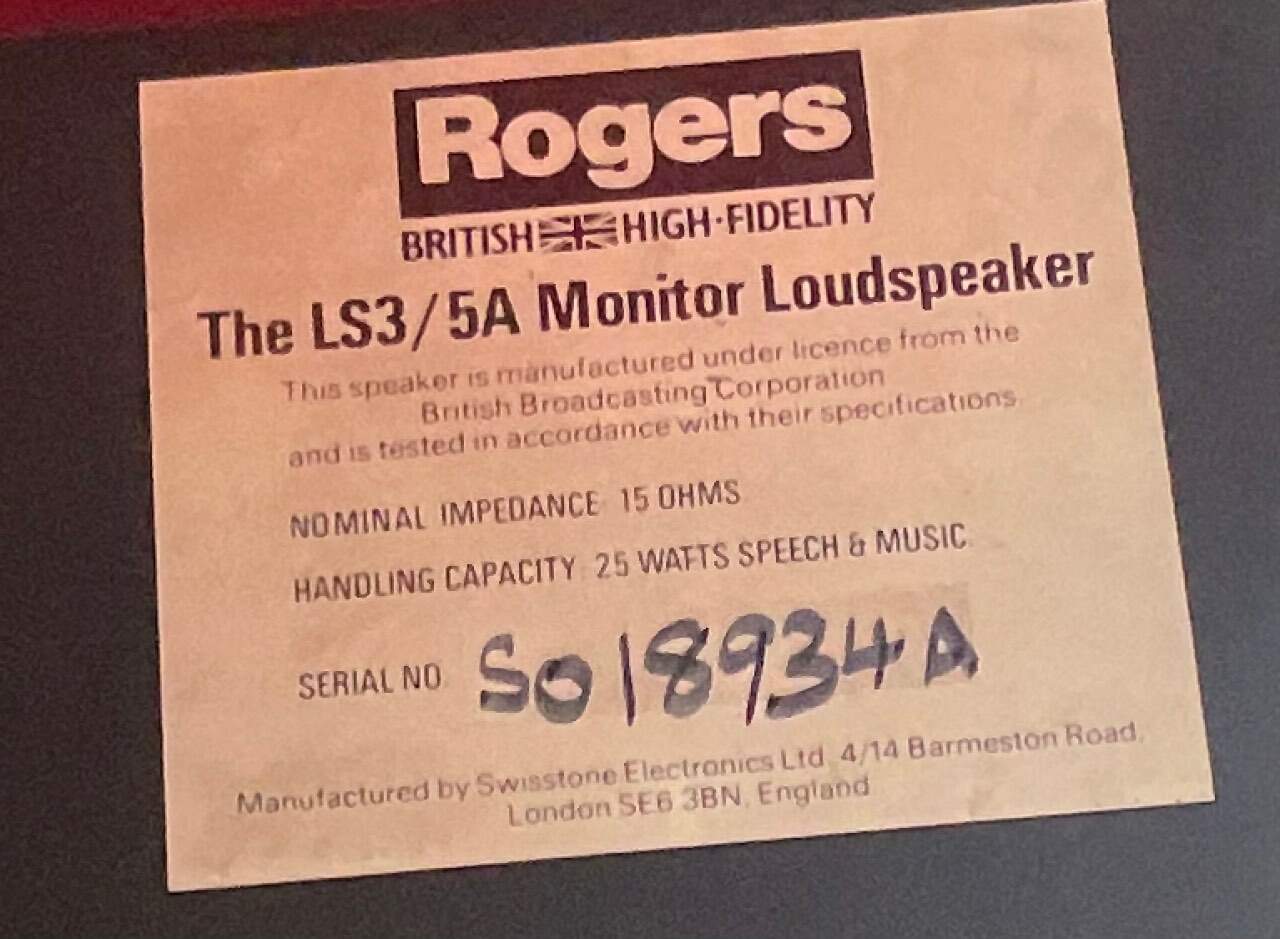 Rogers
BRITISH HIGH·FIDELITY
The LS3/5A Monitor Loudspeaker
This speaker is manufactured under licence from the
British Broadcasting Corporation
and is tested in accordance with their specifications.
NOMINAL IMPEDANCE 15 OHMS
HANDLING CAPACITY 25 WATTS SPEECH & MUSIC
SERIAL NO SO18934A
Manufactured by Swisstone Electronics Ltd, 4/14 Barmeston Road,
London SE6 3BN, England